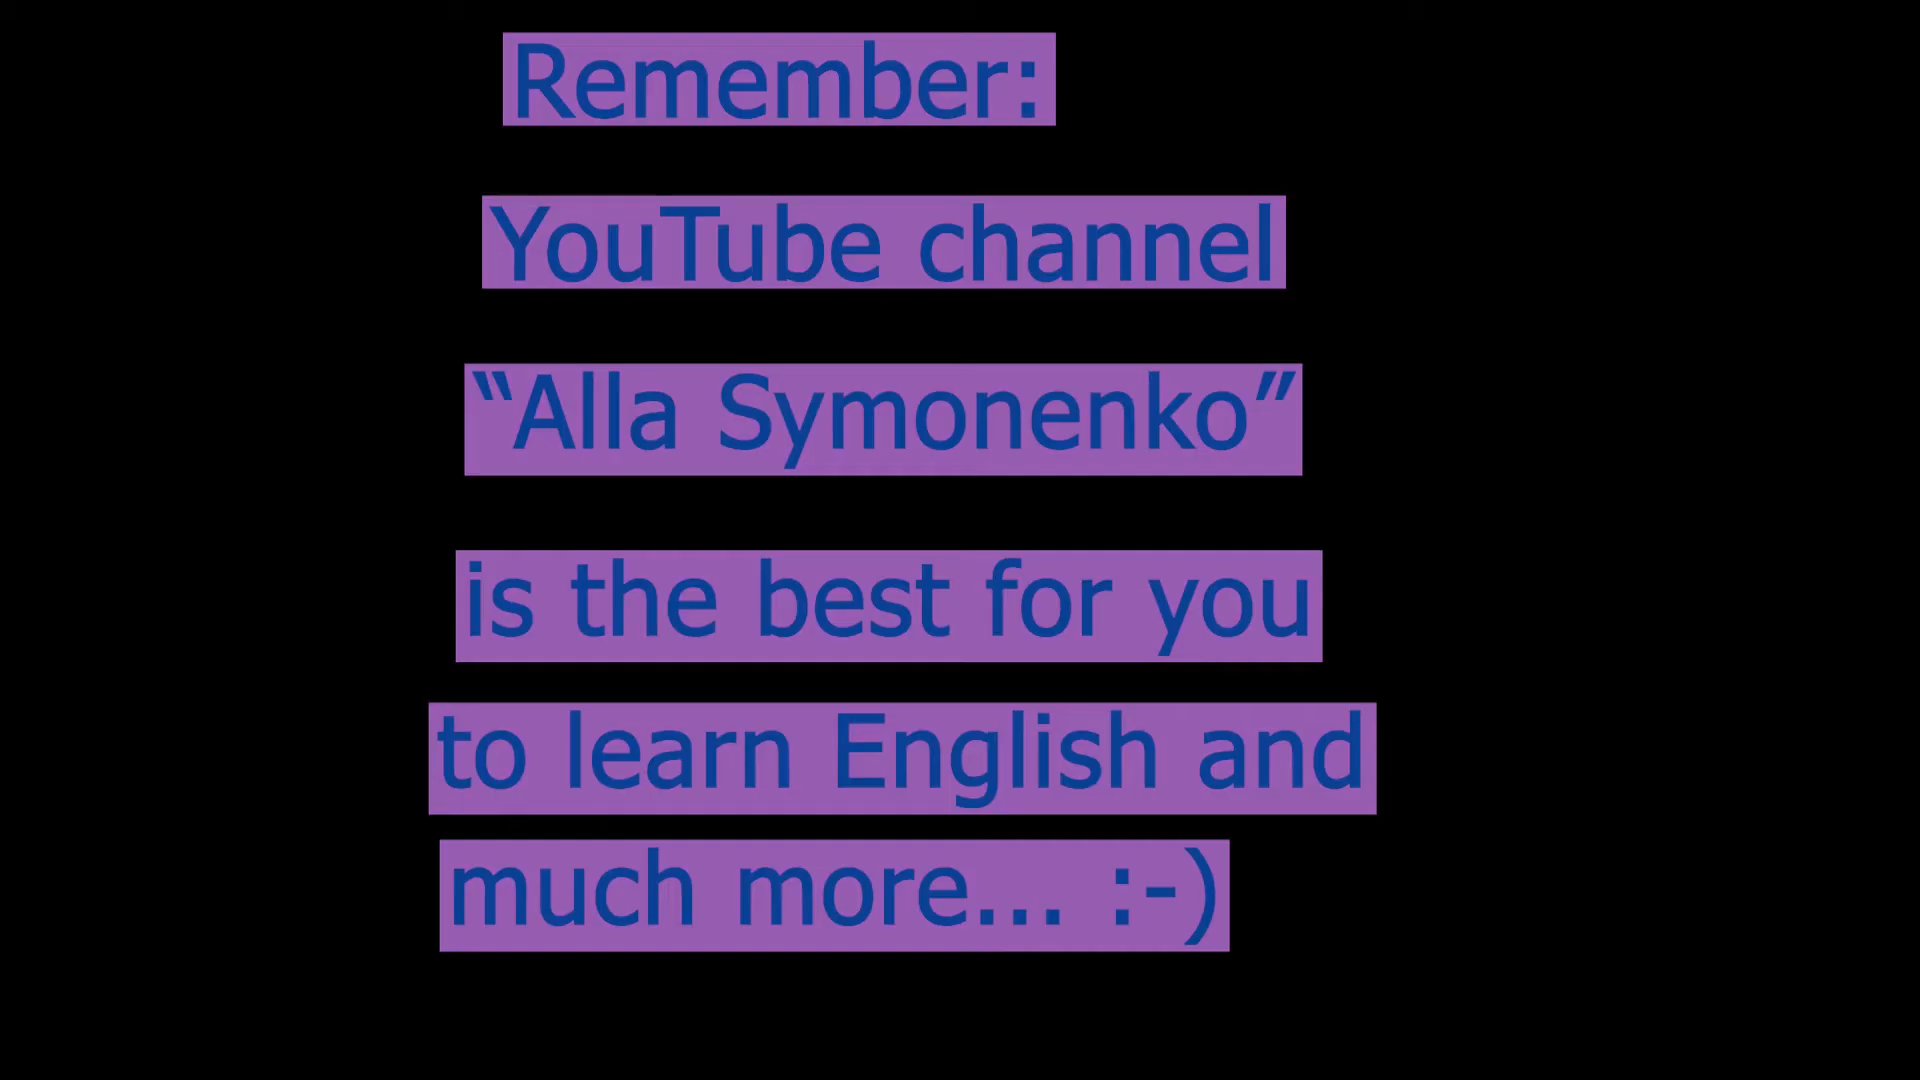 Remember:
YouTube channel
“Alla Symonenko”
is the best for you
to learn English and
much more... :-)